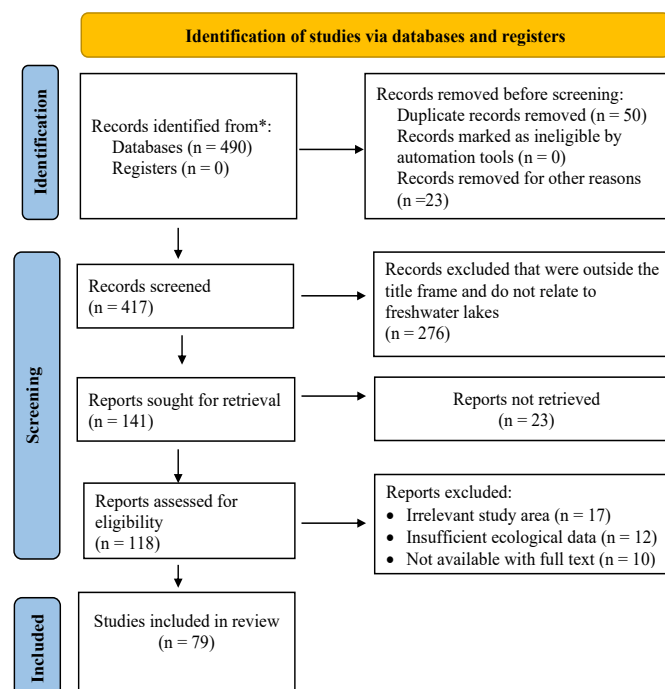 Identification of studies via databases and registers
Identification
Records identified from*:
Databases (n = 490)
Registers (n = 0)
Records removed before screening:
Duplicate records removed (n = 50)
Records marked as ineligible by
automation tools (n = 0)
Records removed for other reasons
(n =23)
Screening
Records screened
(n = 417)
Records excluded that were outside the
title frame and do not relate to
freshwater lakes
(n = 276)
Reports sought for retrieval
(n = 141)
Reports not retrieved
(n = 23)
Reports assessed for
eligibility
(n = 118)
Reports excluded:
• Irrelevant study area (n = 17)
• Insufficient ecological data (n = 12)
• Not available with full text (n = 10)
Included
Studies included in review
(n = 79)